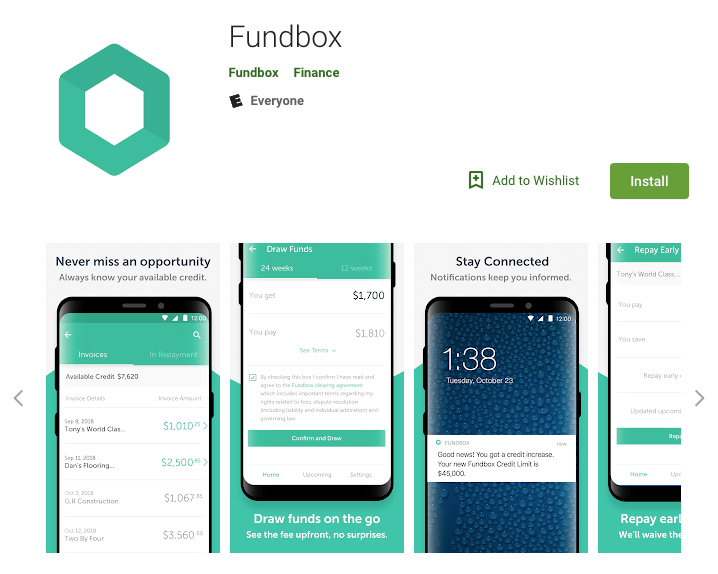 Fundbox
Fundbox Finance
E Everyone
Add to Wishlist
Install
Never miss an opportunity
Always know your available credit.
12:00
Invoices In Repayment
Available Credit $7,620
Invoice Details Invoice Amount
Sep 8, 2018
Tony's World Clas... $1,010.25
Sep 11, 2018
Dan's Flooring... $2,500.85
Oct 3, 2018
G.R Construction $1,067.85
Oct 12, 2018
Two By Four $3,560.00
Draw Funds
24 weeks 12 weeks
You get $1,700
You pay $1,810
See Terms
By checking this box I confirm I have read and
agree to the Fundbox clearing agreement
which includes important terms regarding my
rights related to fees, dispute resolution
(including liability and individual arbitration) and
governing law.
Confirm and Draw
Home Upcoming Settings
Draw funds on the go
See the fee upfront, no surprises.
Stay Connected
Notifications keep you informed.
12:00
1:38
Tuesday, October 23
FUNDBOX now
Good news! You got a credit increase.
Your new Fundbox Credit Limit is
$45,000.
Repay Early
Tony's World Class...
You pay
You save
Repay early
Updated upcomi
Repa
Home Upc
Repay earl
We'll waive the